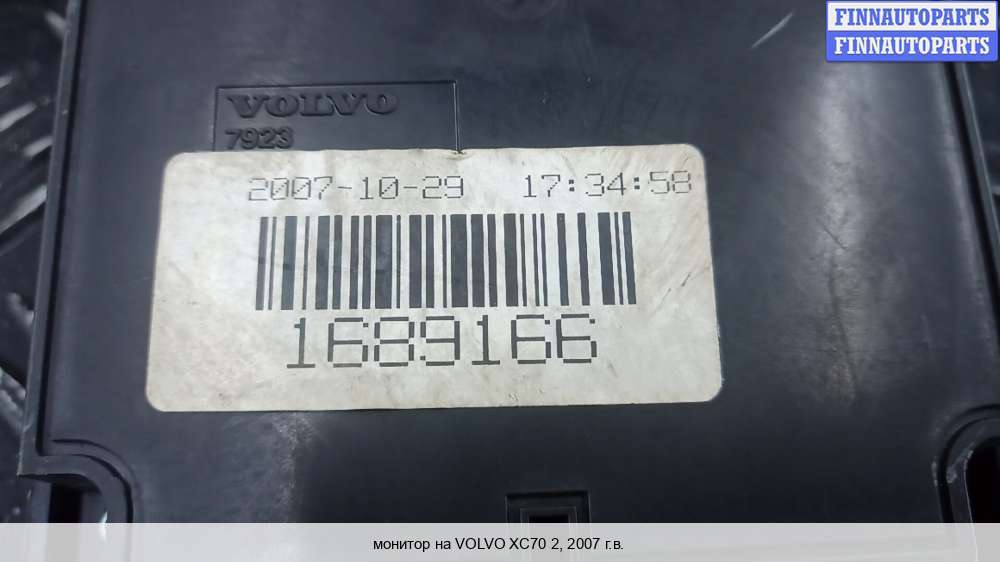 FINNAUTOPARTS
FINNAUTOPARTS
VOLVO
7923
2007-10-29 17:34:58
1689166
монитор на VOLVO XC70 2, 2007 г.в.